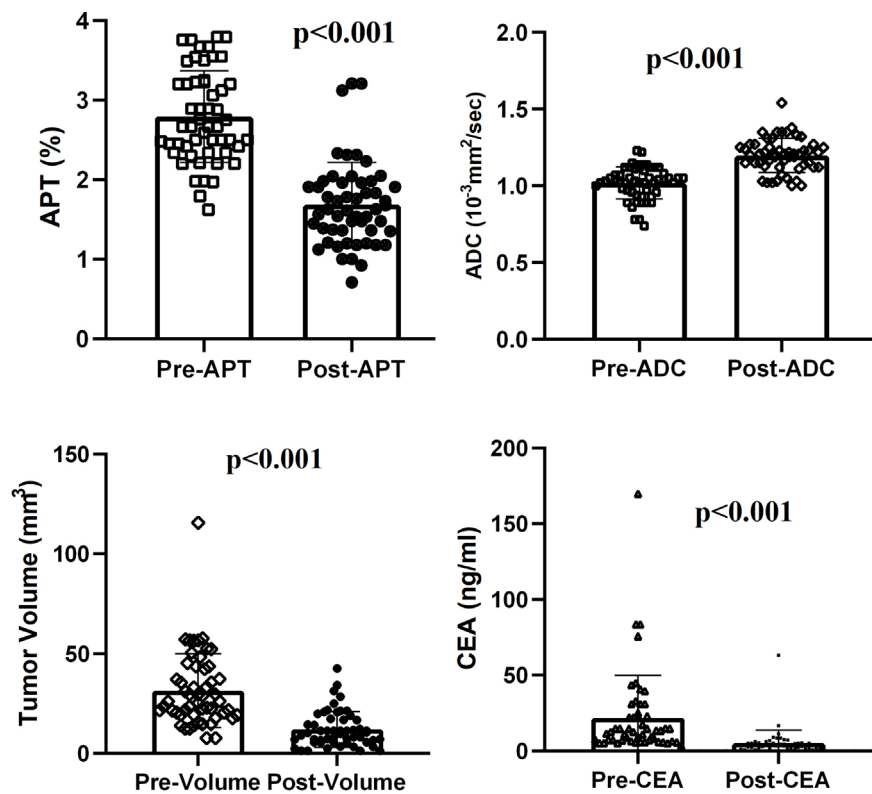 4
3
2
1
0
APT (%)
p<0.001
Pre-APT Post-APT
2.0
1.5
1.0
0.5
0.0
ADC (10⁻³mm²/sec)
p<0.001
Pre-ADC Post-ADC
150
100
50
0
Tumor Volume (mm³)
p<0.001
Pre-Volume Post-Volume
200
150
100
50
0
CEA (ng/ml)
p<0.001
Pre-CEA Post-CEA